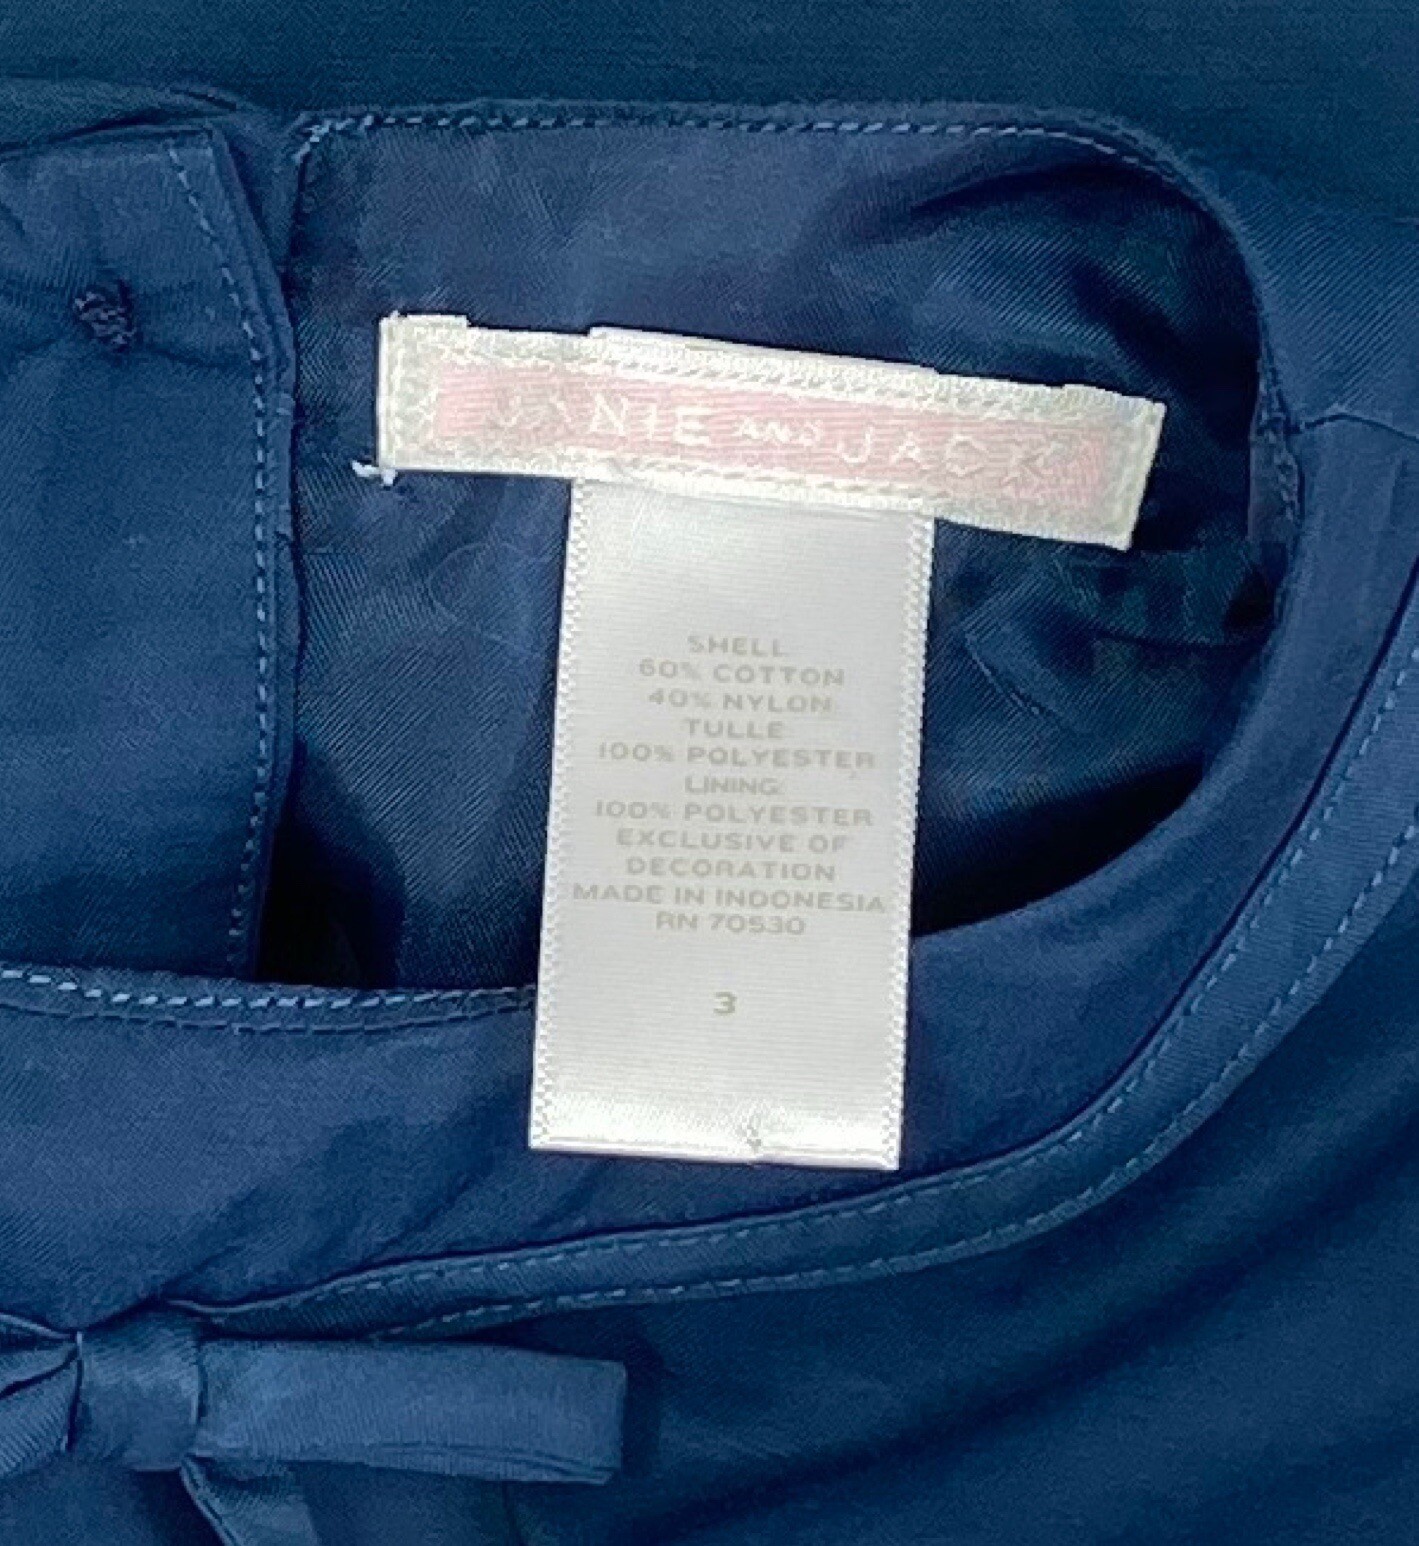 JANIE AND JACK
SHELL
60% COTTON
40% NYLON
TULLE
100% POLYESTER
LINING:
100% POLYESTER
EXCLUSIVE OF
DECORATION
MADE IN INDONESIA
RN 70530
3